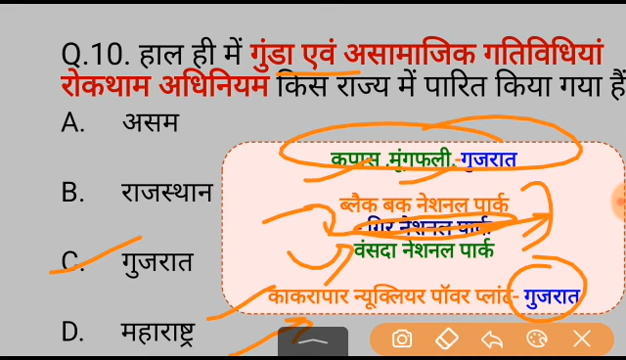 Q.10. हाल ही में गुंडा एवं असामाजिक गतिविधियां
रोकथाम अधिनियम किस राज्य में पारित किया गया हैं
A. असम
B. राजस्थान
C. गुजरात
D. महाराष्ट्र
कपास ,मूंगफली,-गुजरात
ब्लैक बक नेशनल पार्क
- गिर नेशनल पार्क
वंसदा नेशनल पार्क
काकरापार न्यूक्लियर पॉवर प्लांट- गुजरात